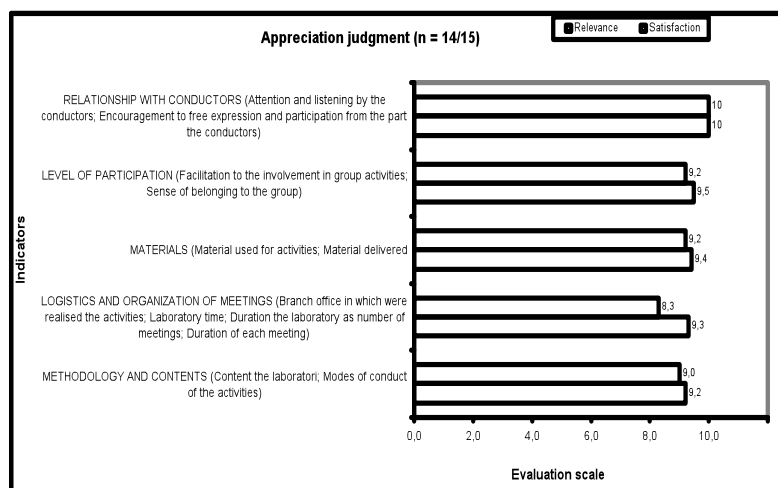 Appreciation judgment (n = 14/15)
Relevance Satisfaction
Indicators
RELATIONSHIP WITH CONDUCTORS (Attention and listening by the
conductors; Encouragement to free expression and participation from the part
the conductors)
10
10
LEVEL OF PARTICIPATION (Facilitation to the involvement in group activities;
Sense of belonging to the group)
9,2
9,5
MATERIALS (Material used for activities; Material delivered
9,2
9,4
LOGISTICS AND ORGANIZATION OF MEETINGS (Branch office in which were
realised the activities; Laboratory time; Duration the laboratory as number of
meetings; Duration of each meeting)
8,3
9,3
METHODOLOGY AND CONTENTS (Content the laboratori; Modes of conduct
of the activities)
9,0
9,2
0,0 2,0 4,0 6,0 8,0 10,0
Evaluation scale